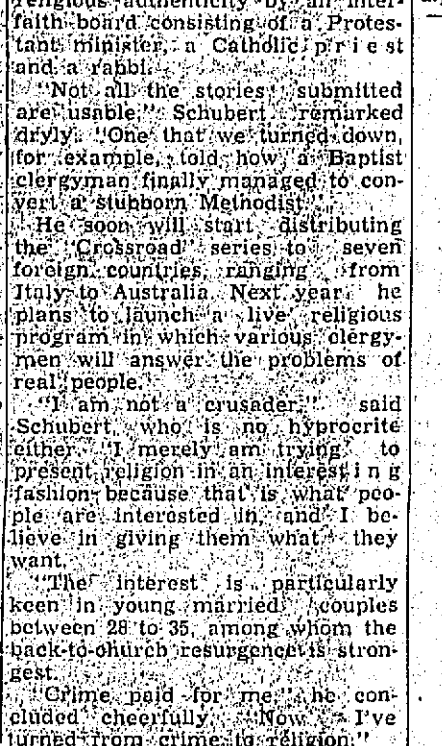 religious authenticity by an inter-
faith board consisting of a Protes-
tant minister, a Catholic priest
and a rabbi.
"Not all the stories submitted
are usable," Schubert remarked
dryly. "One that we turned down,
for example, told how a Baptist
clergyman finally managed to con-
vert a stubborn Methodist."
He soon will start distributing
the "Crossroad" series to seven
foreign countries, ranging from
Italy to Australia. Next year he
plans to launch a live religious
program in which various clergy-
men will answer the problems of
real people.
"I am not a crusader," said
Schubert, who is no hyprocrite
either. "I merely am trying to
present religion in an interesting
fashion because that is what peo-
ple are interested in, and I be-
lieve in giving them what they
want.
"The interest is particularly
keen in young married couples
between 28 to 35, among whom the
back-to-church resurgence is stron-
gest.
"Crime paid for me," he con-
cluded cheerfully. "Now I've
turned from crime to religion."